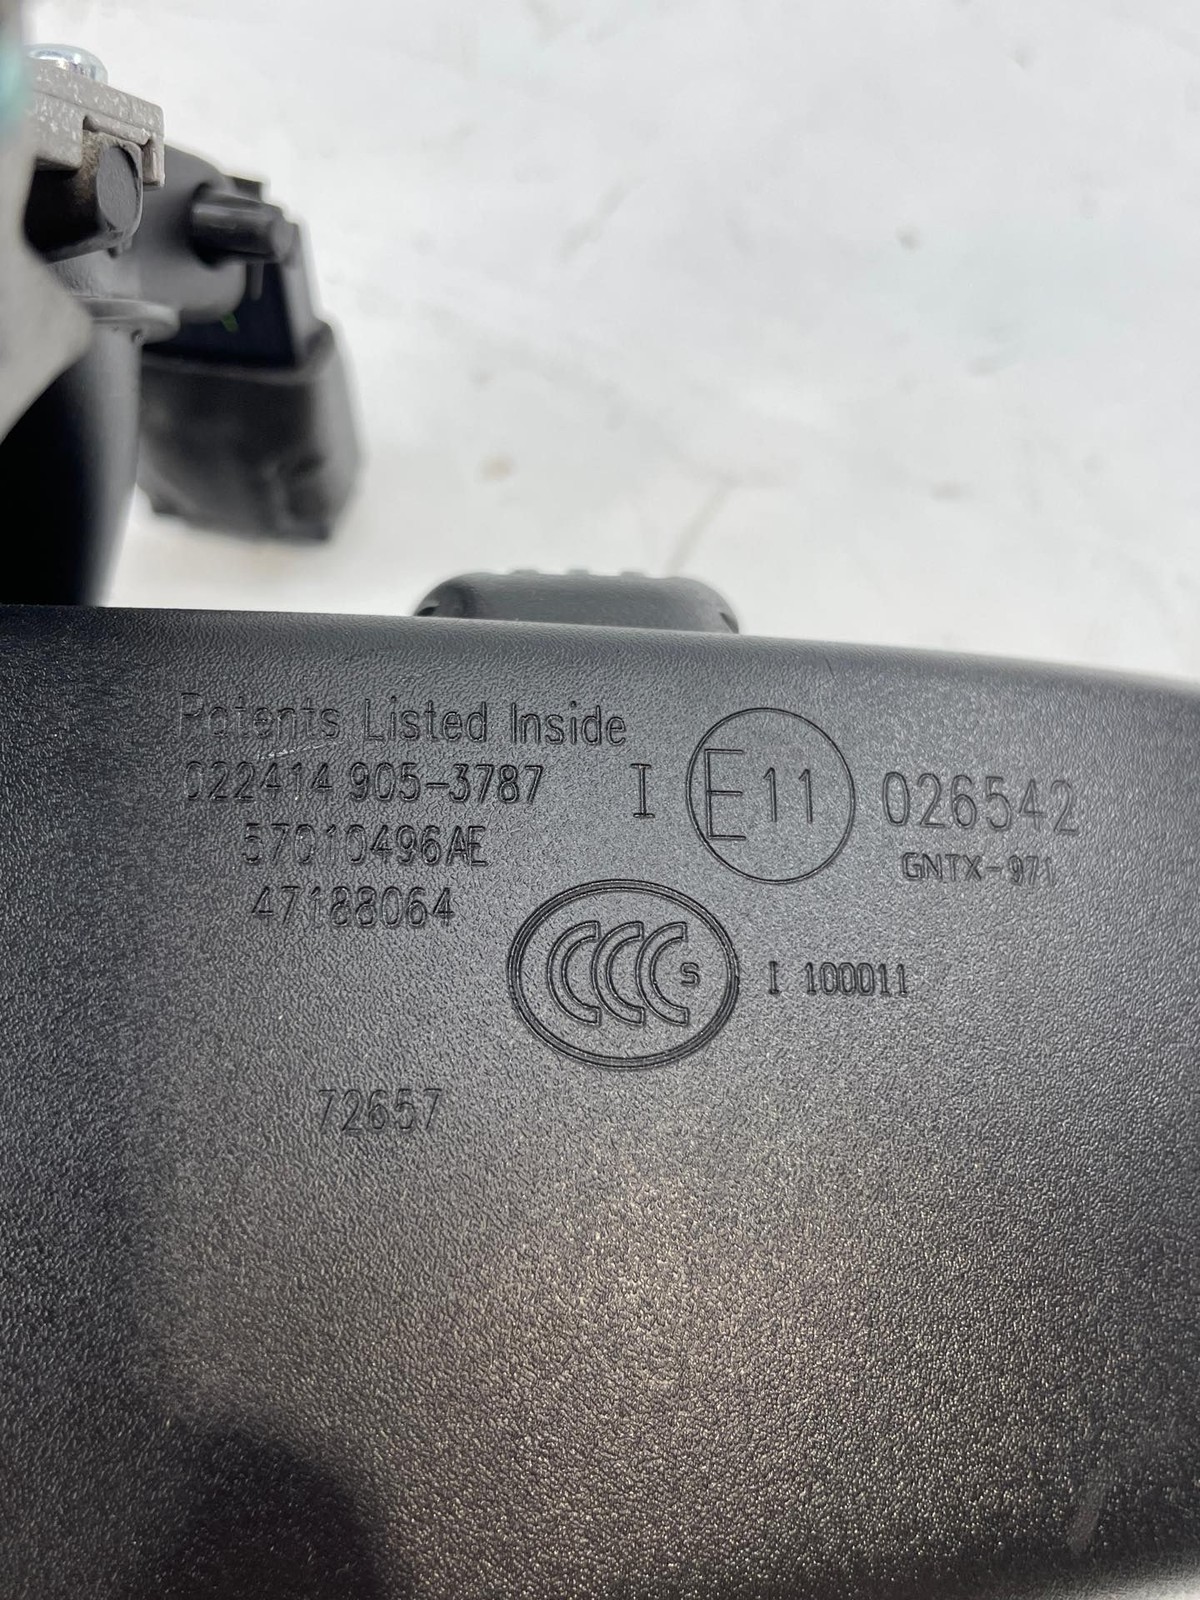 Patents Listed Inside
022414 905-3787
57010496AE
47188064
I E11 026542
GNTX-971
CCC S I 100011
72657